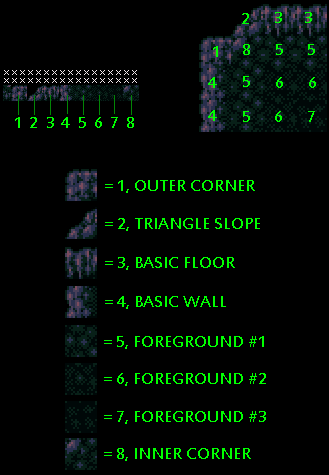 2 3 3
1 8 5 5
4 5 6 6
4 5 6 7
1 2 3 4 5 6 7 8
= 1, OUTER CORNER
= 2, TRIANGLE SLOPE
= 3, BASIC FLOOR
= 4, BASIC WALL
= 5, FOREGROUND #1
= 6, FOREGROUND #2
= 7, FOREGROUND #3
= 8, INNER CORNER